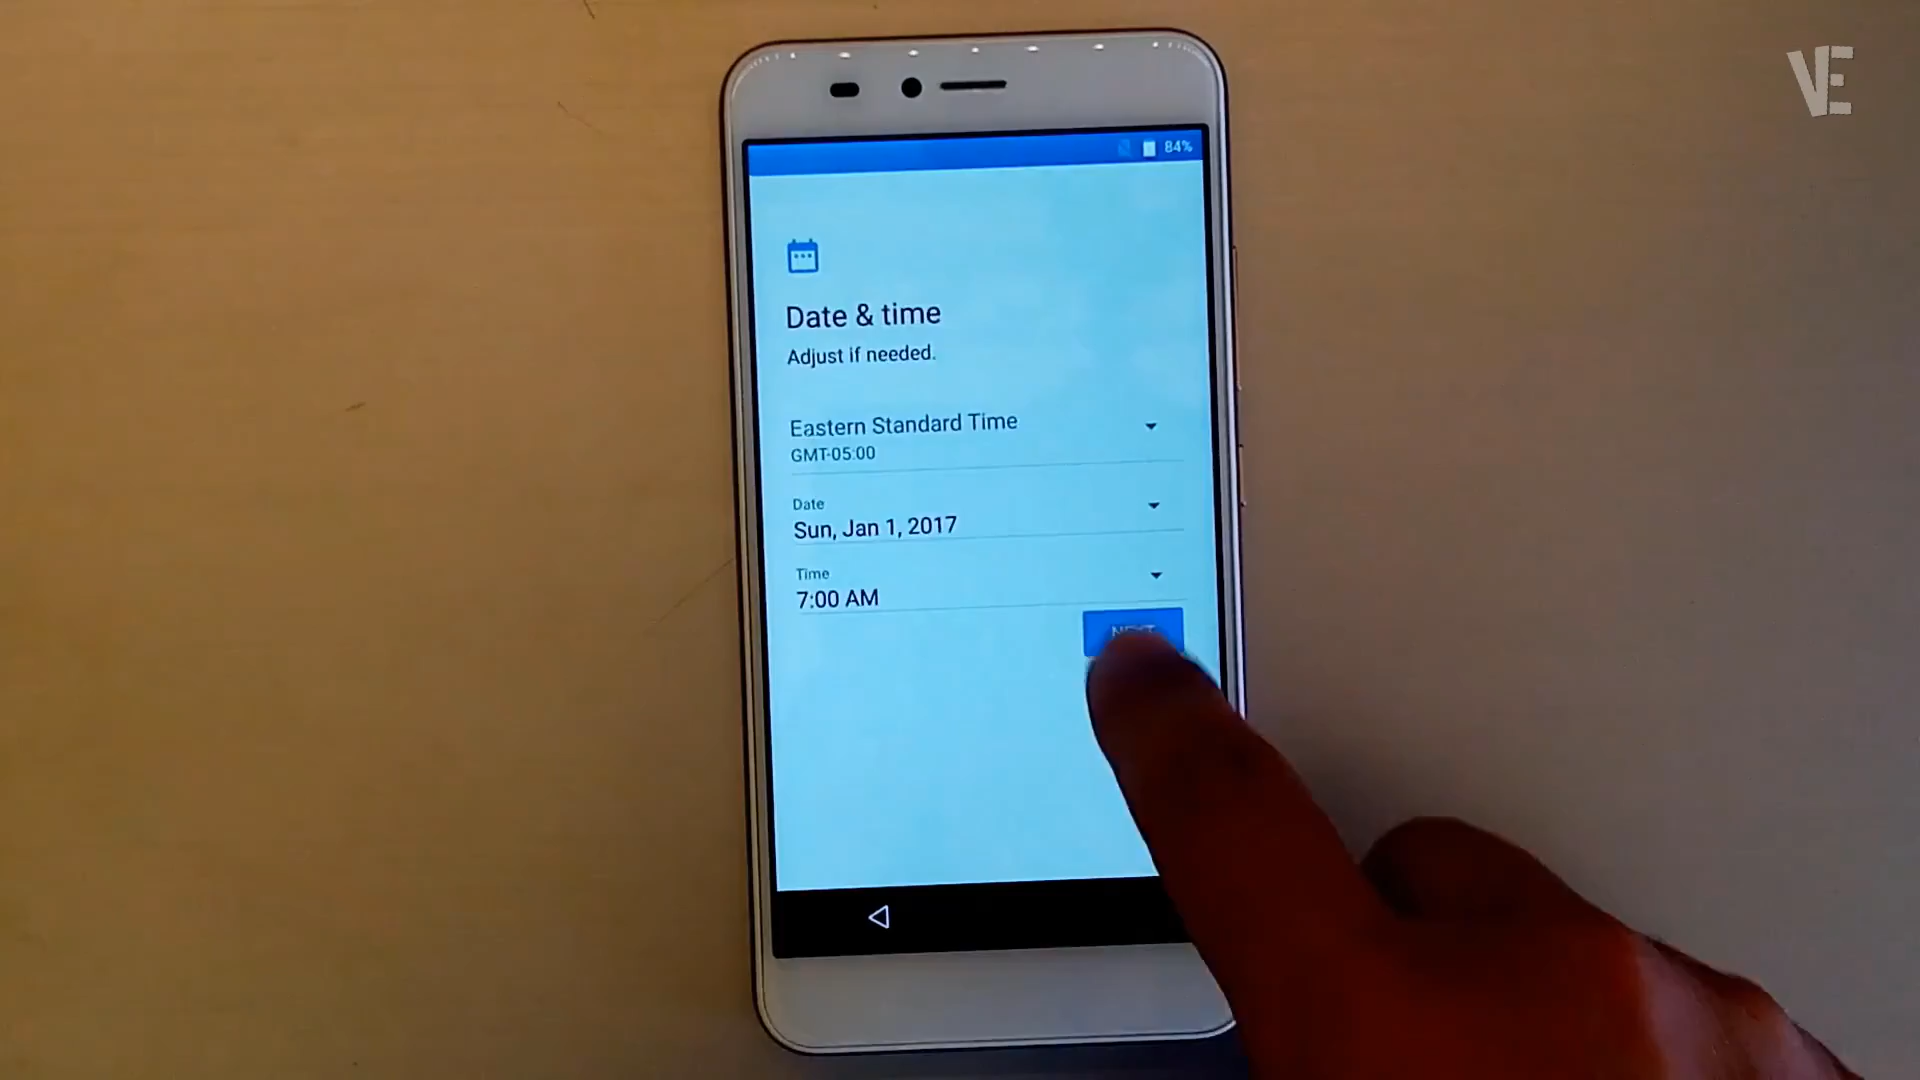 VE
84%
Date & time
Adjust if needed.
Eastern Standard Time
GMT-05:00
Date
Sun, Jan 1, 2017
Time
7:00 AM
NEXT